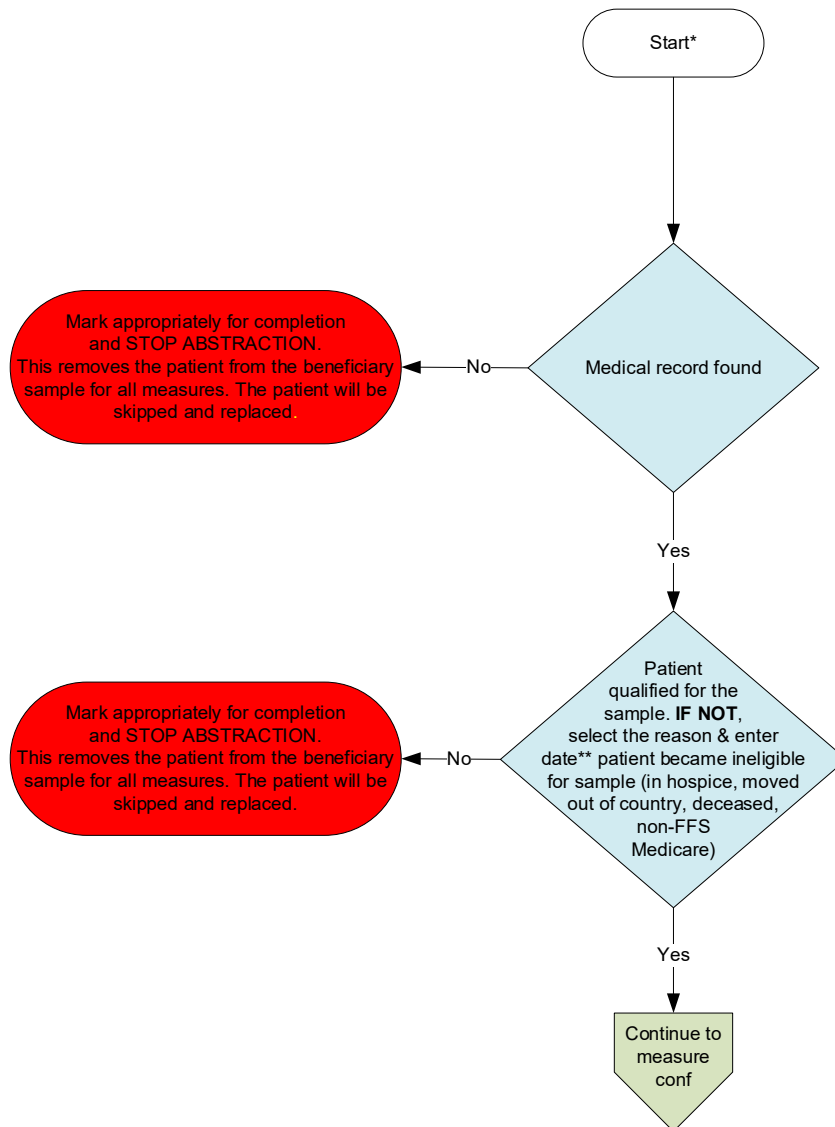 Start*
Mark appropriately for completion
and STOP ABSTRACTION.
This removes the patient from the beneficiary
sample for all measures. The patient will be
skipped and replaced.
No
Medical record found
Yes
Mark appropriately for completion
and STOP ABSTRACTION.
This removes the patient from the beneficiary
sample for all measures. The patient will be
skipped and replaced.
No
Patient
qualified for the
sample. IF NOT,
select the reason & enter
date** patient became ineligible
for sample (in hospice, moved
out of country, deceased,
non-FFS
Medicare)
Yes
Continue to
measure
conf